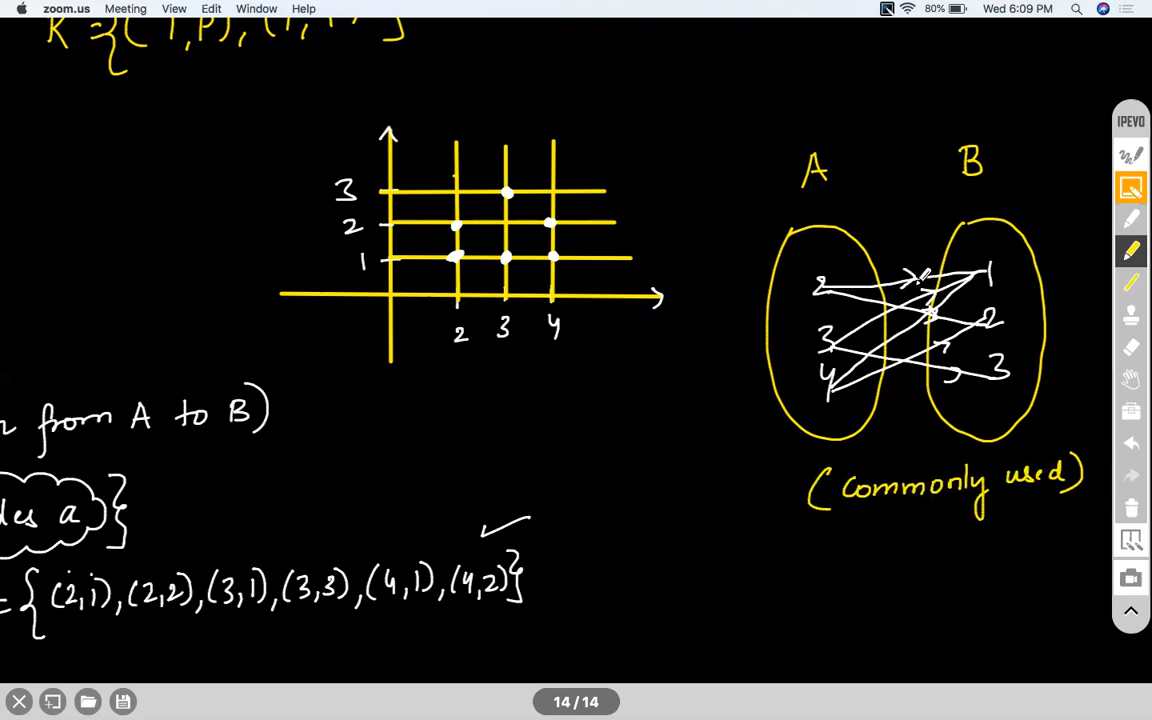 zoom.us Meeting View Edit Window Help 80% Wed 6:09 PM
IPEVO
A B
3
2
1
2 3 4
2 1
3 2
4 3
from A to B)
(commonly used)
des a)}
= {(2,1),(2,2),(3,1),(3,3),(4,1),(4,2)}
14/14